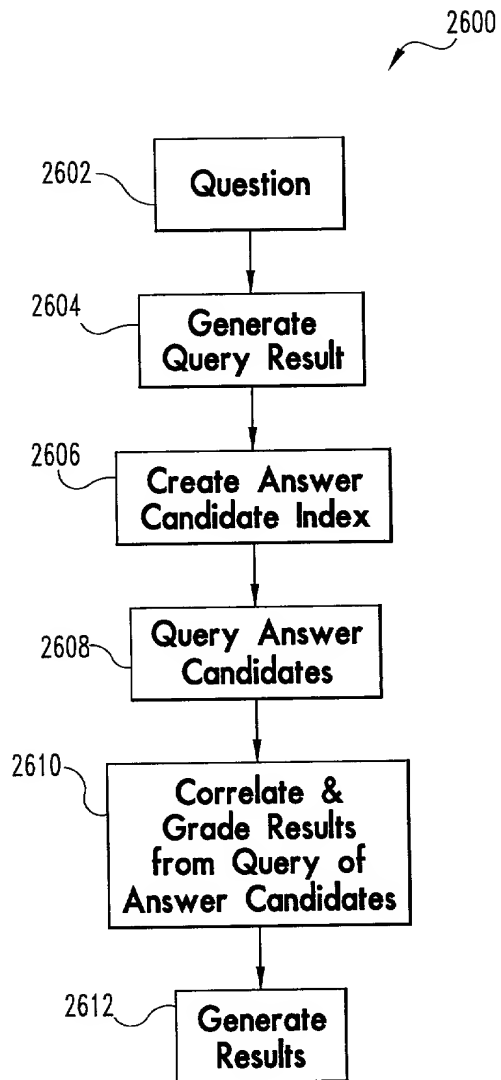 2600
2602
Question
2604
Generate
Query Result
2606
Create Answer
Candidate Index
2608
Query Answer
Candidates
2610
Correlate &
Grade Results
from Query of
Answer Candidates
2612
Generate
Results